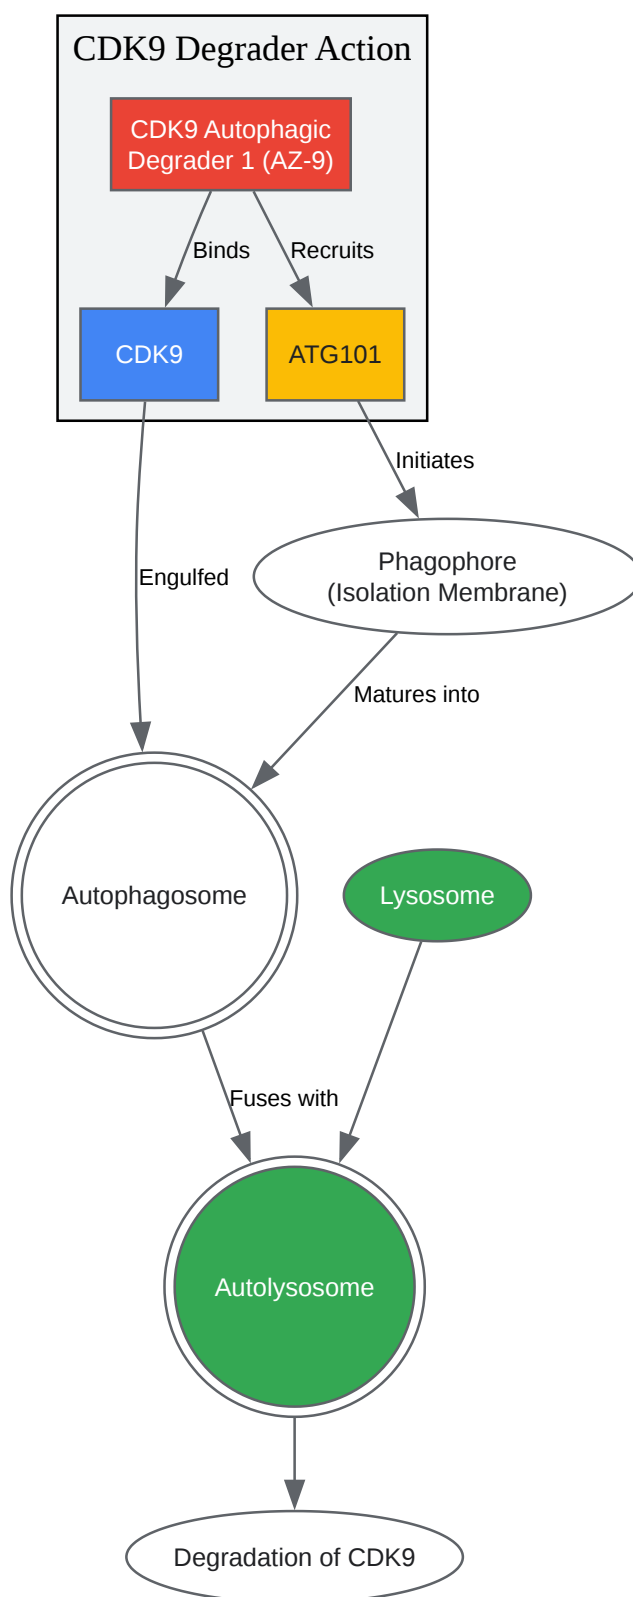 CDK9 Degrader Action
CDK9 Autophagic
Degrader 1 (AZ-9)
Binds
Recruits
CDK9
ATG101
Initiates
Phagophore
(Isolation Membrane)
Engulfed
Matures into
Autophagosome
Lysosome
Fuses with
Autolysosome
Degradation of CDK9